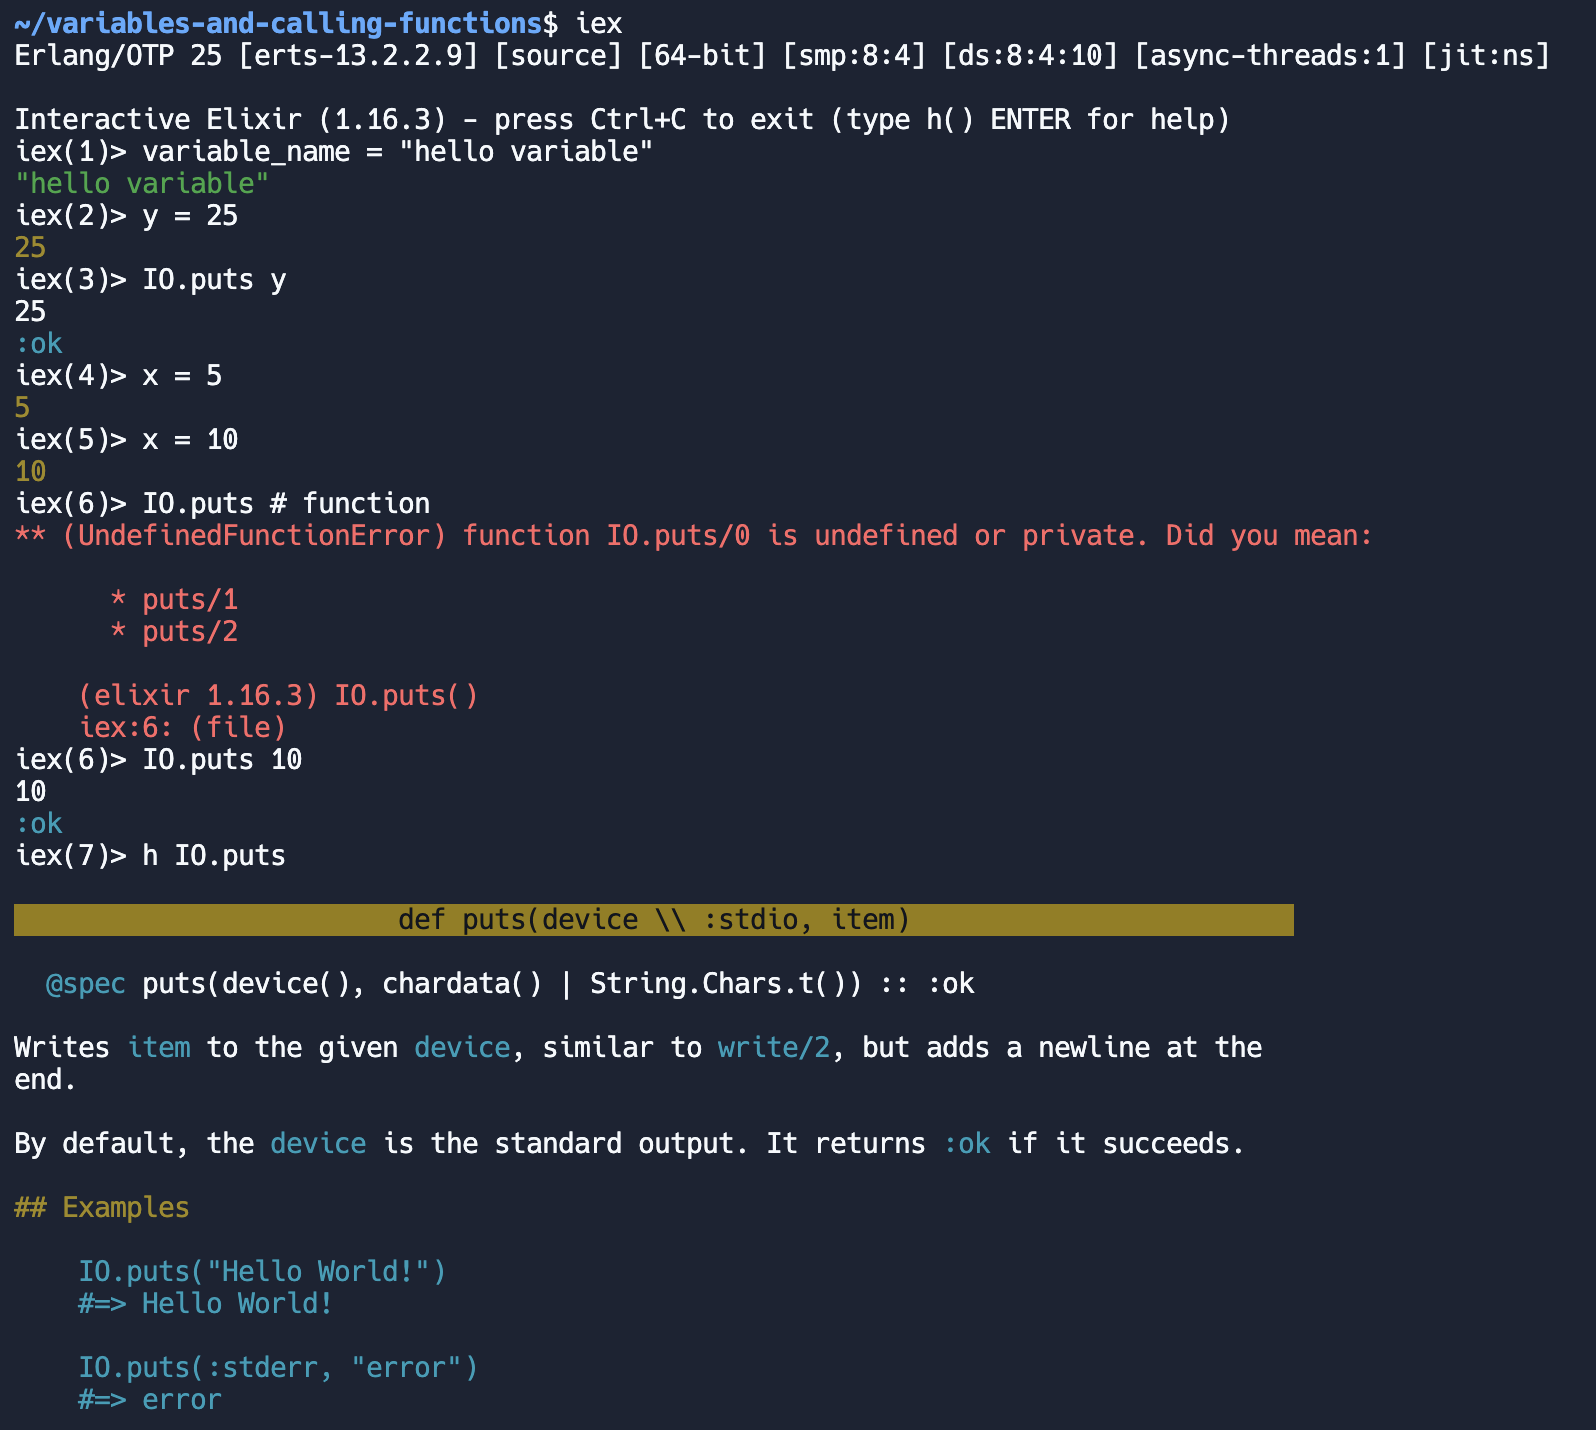 ~/variables-and-calling-functions$ iex
Erlang/OTP 25 [erts-13.2.2.9] [source] [64-bit] [smp:8:4] [ds:8:4:10] [async-threads:1] [jit:ns]
Interactive Elixir (1.16.3) - press Ctrl+C to exit (type h() ENTER for help)
iex(1)> variable_name = "hello variable"
"hello variable"
iex(2)> y = 25
25
iex(3)> IO.puts y
25
:ok
iex(4)> x = 5
5
iex(5)> x = 10
10
iex(6)> IO.puts # function
** (UndefinedFunctionError) function IO.puts/0 is undefined or private. Did you mean:
* puts/1
* puts/2
(elixir 1.16.3) IO.puts()
iex:6: (file)
iex(6)> IO.puts 10
10
:ok
iex(7)> h IO.puts
def puts(device \\ :stdio, item)
@spec puts(device(), chardata() | String.Chars.t()) :: :ok
Writes item to the given device, similar to write/2, but adds a newline at the
end.
By default, the device is the standard output. It returns :ok if it succeeds.
## Examples
IO.puts("Hello World!")
#=> Hello World!
IO.puts(:stderr, "error")
#=> error